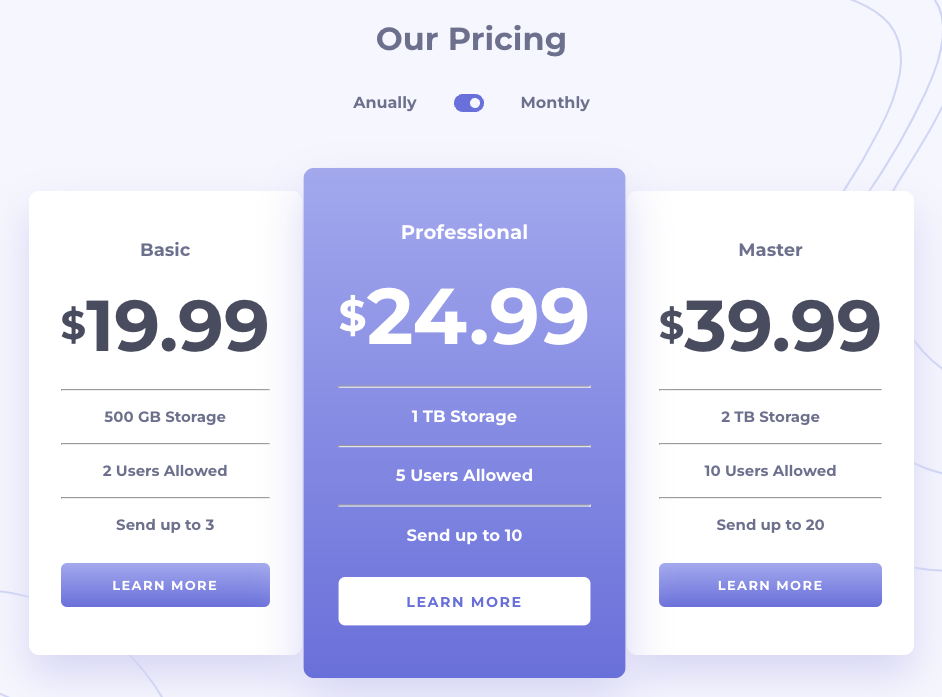 Our Pricing
Anually
Monthly
Basic
$19.99
500 GB Storage
2 Users Allowed
Send up to 3
LEARN MORE
Professional
$24.99
1 TB Storage
5 Users Allowed
Send up to 10
LEARN MORE
Master
$39.99
2 TB Storage
10 Users Allowed
Send up to 20
LEARN MORE